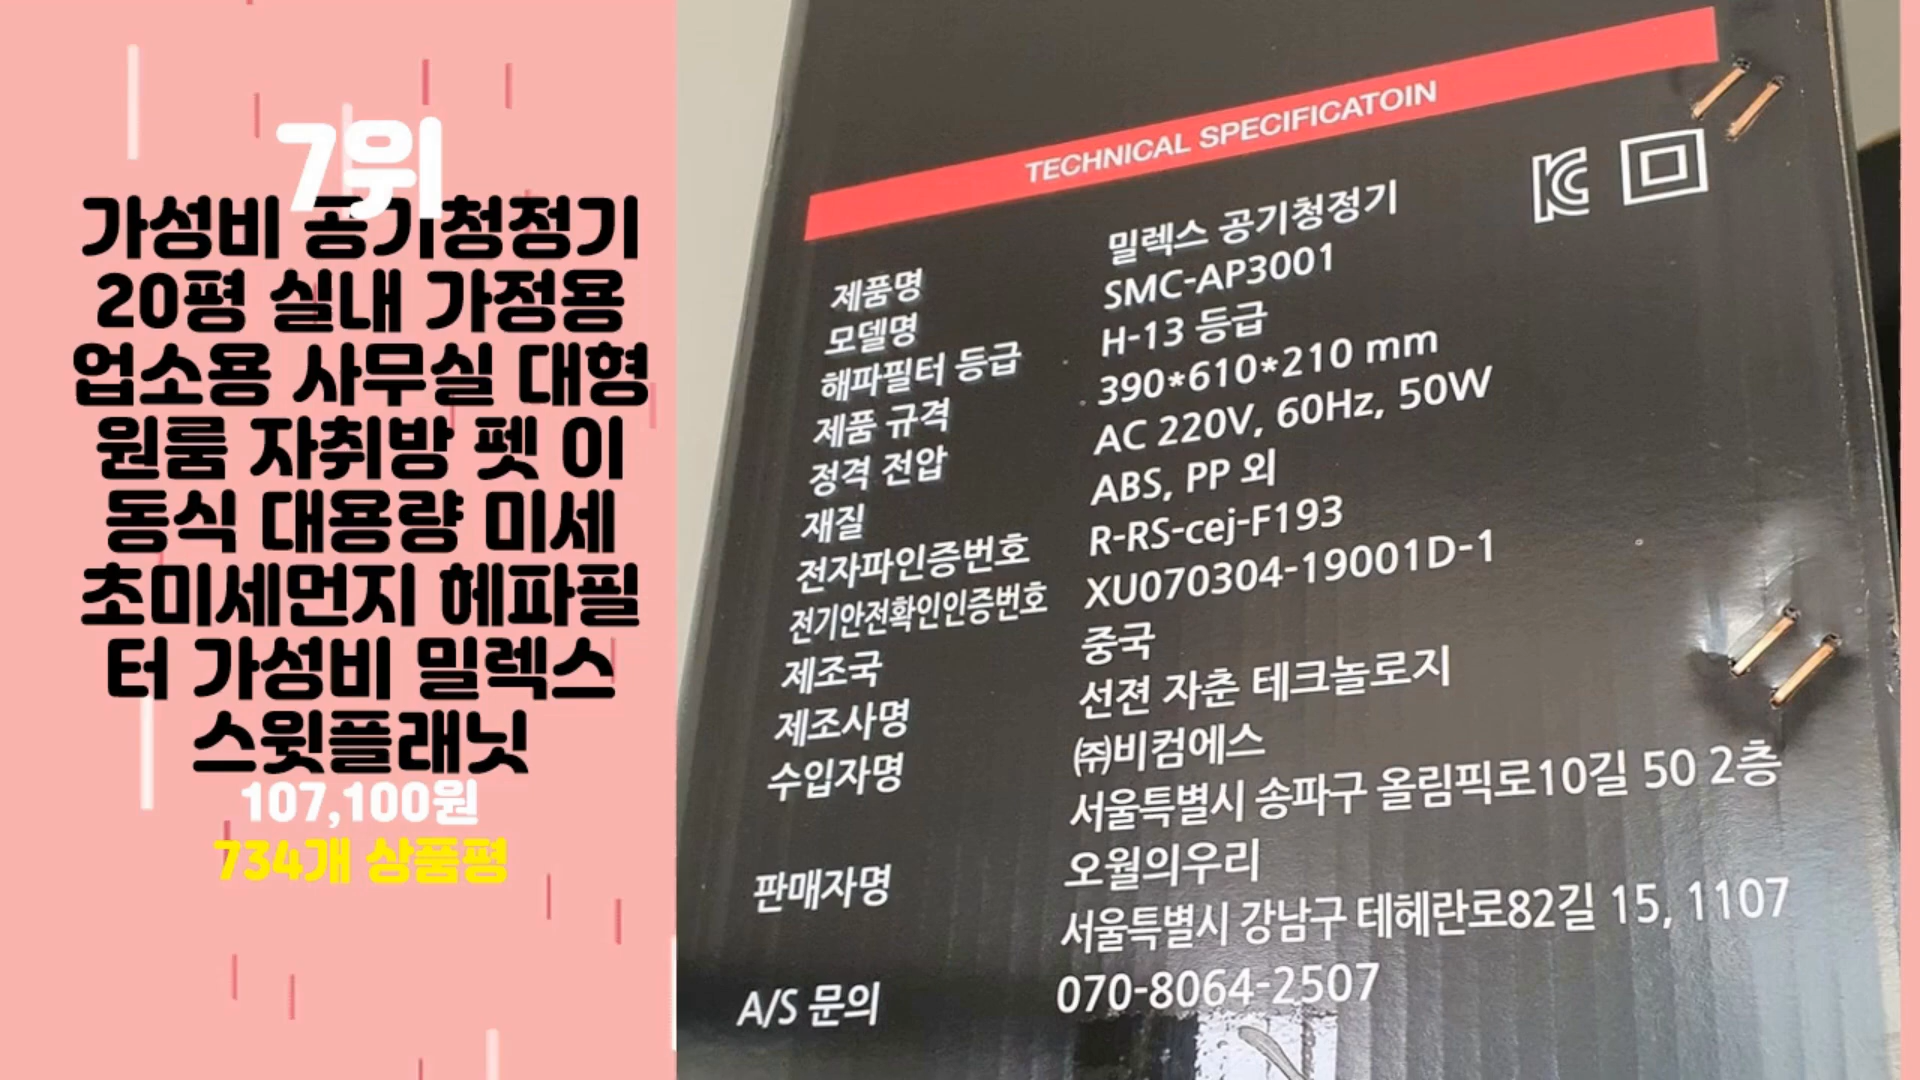 7위
가성비 공기청정기
20평 실내 가정용
업소용 사무실 대형
원룸 자취방 펫 이
동식 대용량 미세
초미세먼지 헤파필
터 가성비 밀렉스
스윗플래닛
107,100원
734개 상품평
TECHNICAL SPECIFICATOIN
제품명 밀렉스 공기청정기
모델명 SMC-AP3001
해파필터 등급 H-13 등급
제품 규격 390*610*210 mm
정격 전압 AC 220V, 60Hz, 50W
재질 ABS, PP 외
전자파인증번호 R-RS-cej-F193
전기안전확인인증번호 XU070304-19001D-1
제조국 중국
제조사명 선젼 자춘 테크놀로지
수입자명 ㈜비컴에스
서울특별시 송파구 올림픽로10길 50 2층
판매자명 오월의우리
서울특별시 강남구 테헤란로82길 15, 1107
A/S 문의 070-8064-2507